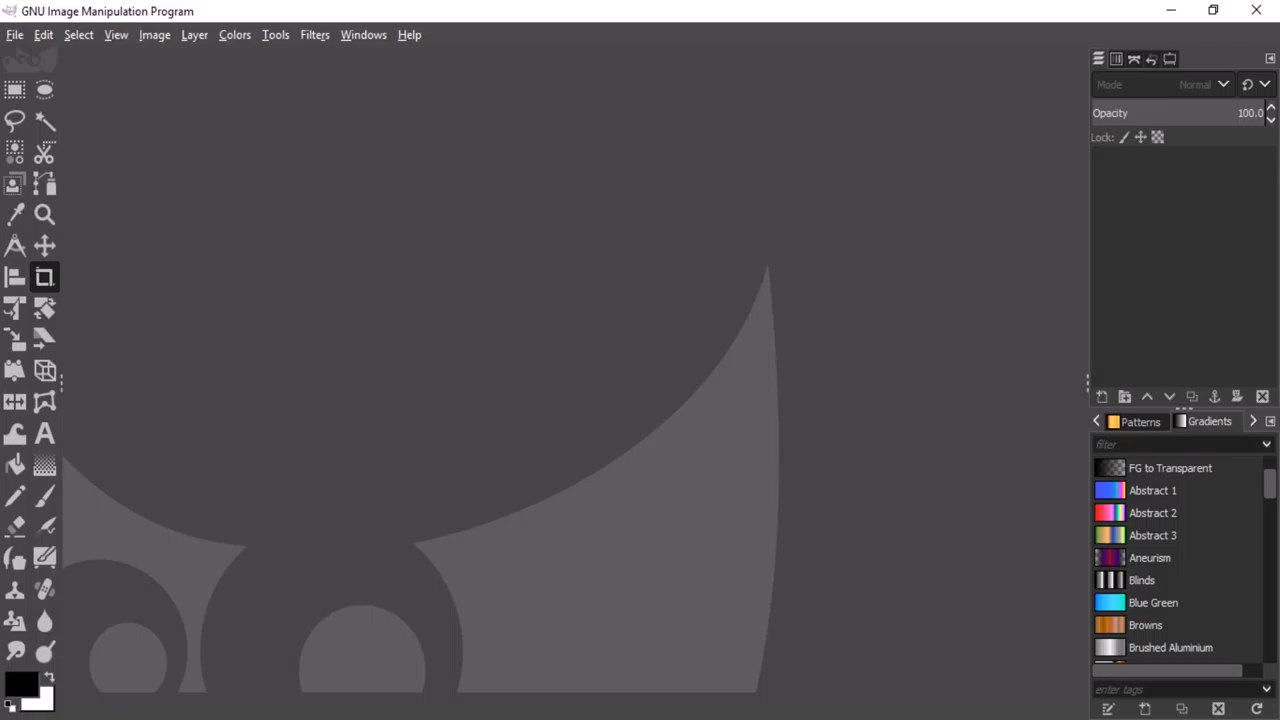 GNU Image Manipulation Program
File Edit Select View Image Layer Colors Tools Filters Windows Help
Mode Normal
Opacity 100.0
Lock:
Patterns Gradients
filter
FG to Transparent
Abstract 1
Abstract 2
Abstract 3
Aneurism
Blinds
Blue Green
Browns
Brushed Aluminium
enter tags